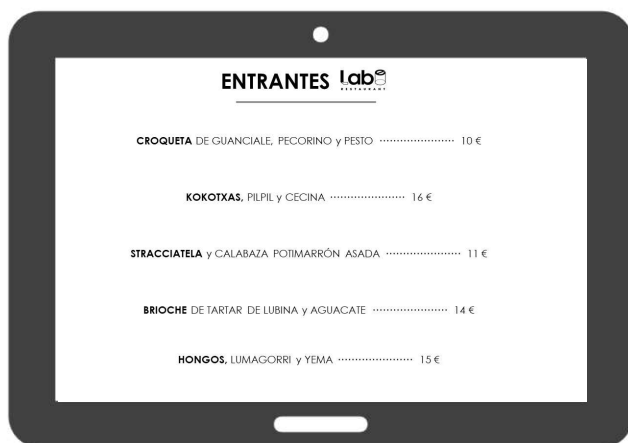 ENTRANTES Lab
RESTAURANT
CROQUETA DE GUANCIALE, PECORINO y PESTO ...................... 10 €
KOKOTXAS, PILPIL y CECINA ...................... 16 €
STRACCIATELA y CALABAZA POTIMARRÓN ASADA ...................... 11 €
BRIOCHE DE TARTAR DE LUBINA y AGUACATE ...................... 14 €
HONGOS, LUMAGORRI y YEMA ...................... 15 €